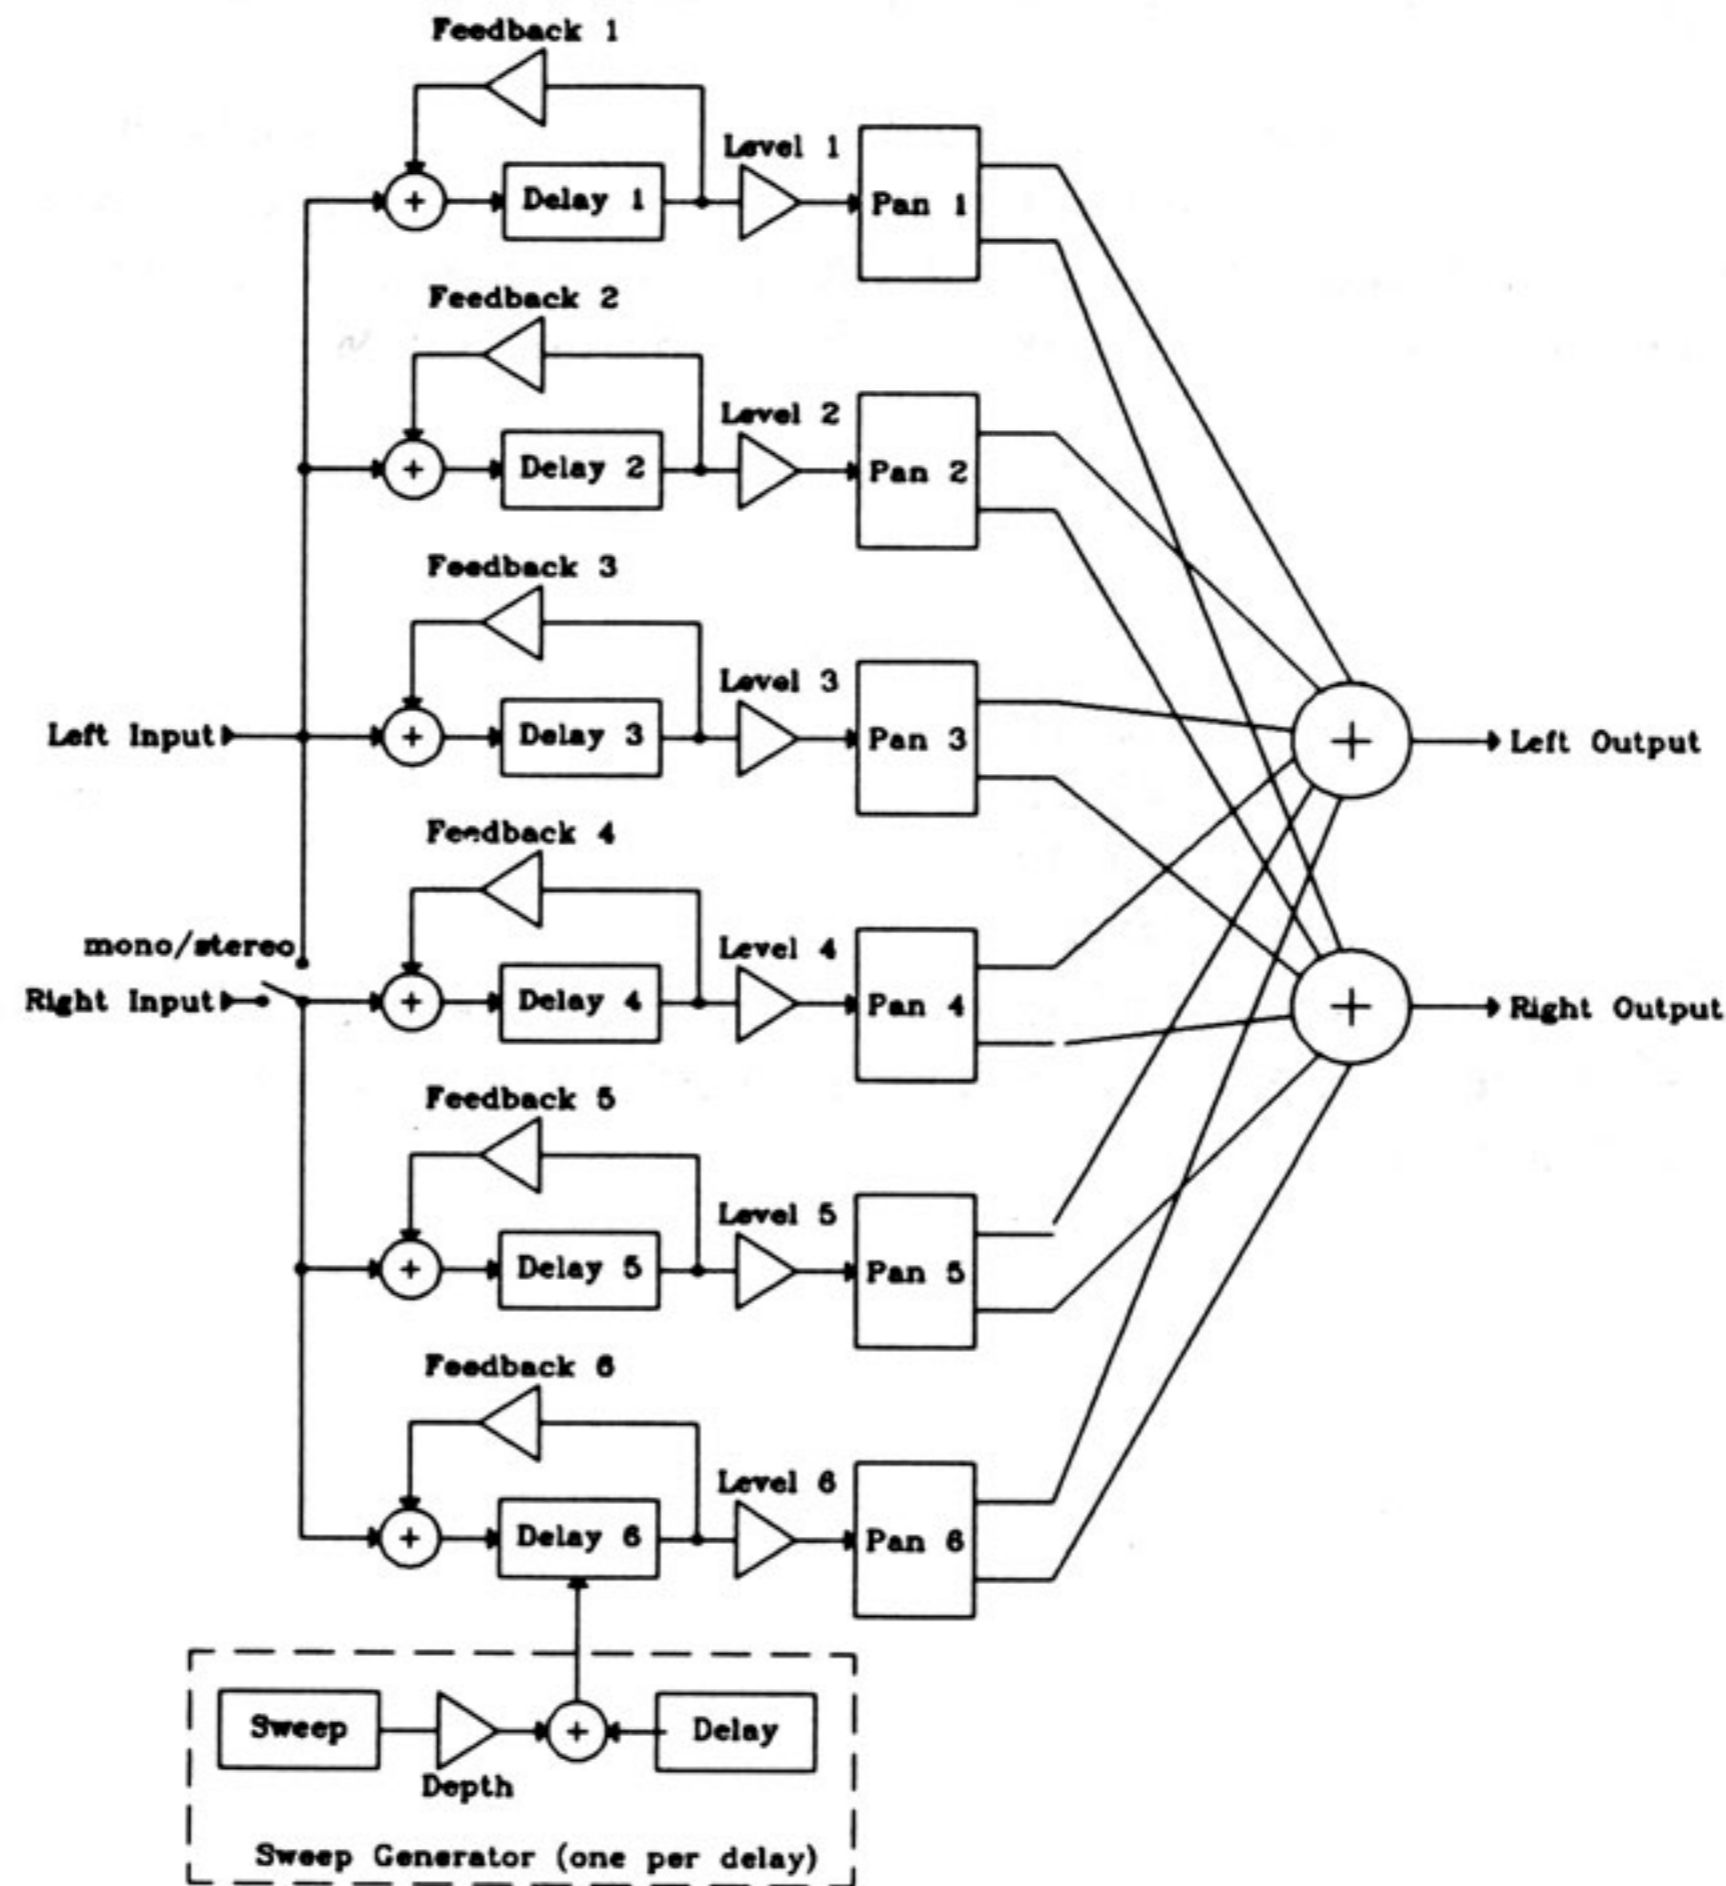 Feedback 1
Level 1
+
Delay 1
Pan 1
Feedback 2
Level 2
+
Delay 2
Pan 2
Feedback 3
Level 3
Left Input
+
Delay 3
Pan 3
+
Left Output
Feedback 4
Level 4
mono/stereo
Right Input
+
Delay 4
Pan 4
+
Right Output
Feedback 5
Level 5
+
Delay 5
Pan 5
Feedback 6
Level 6
+
Delay 6
Pan 6
Sweep
+
Delay
Depth
Sweep Generator (one per delay)